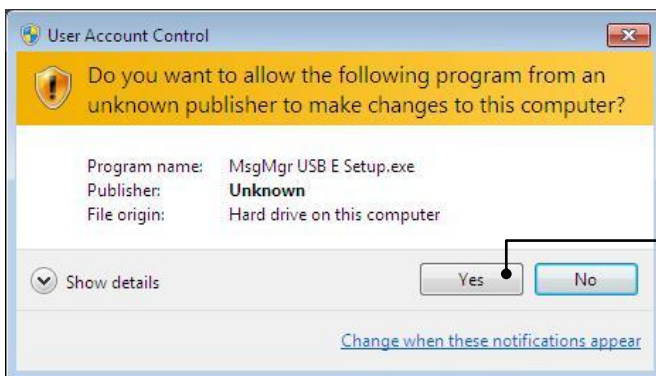 User Account Control
Do you want to allow the following program from an
unknown publisher to make changes to this computer?
Program name: MsgMgr USB E Setup.exe
Publisher: Unknown
File origin: Hard drive on this computer
Show details Yes No
Change when these notifications appear